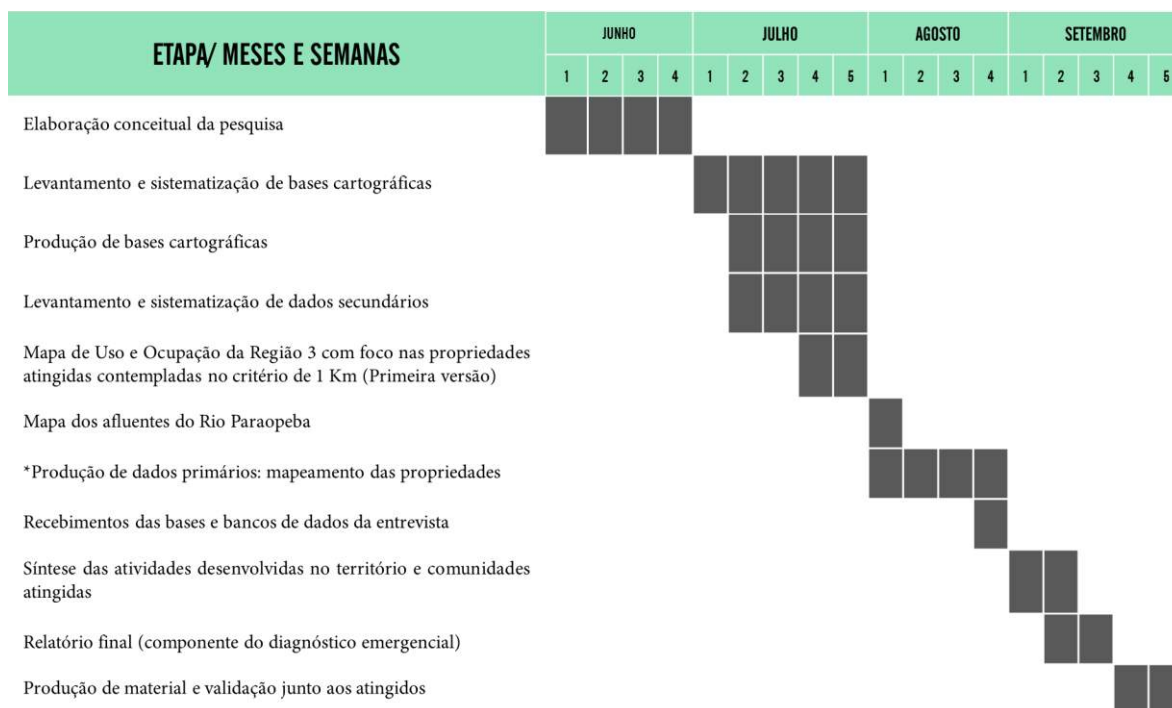 ETAPA/ MESES E SEMANAS
JUNHO JULHO AGOSTO SETEMBRO
1 2 3 4 1 2 3 4 5 1 2 3 4 1 2 3 4 5
Elaboração conceitual da pesquisa
Levantamento e sistematização de bases cartográficas
Produção de bases cartográficas
Levantamento e sistematização de dados secundários
Mapa de Uso e Ocupação da Região 3 com foco nas propriedades
atingidas contempladas no critério de 1 Km (Primeira versão)
Mapa dos afluentes do Rio Paraopeba
*Produção de dados primários: mapeamento das propriedades
Recebimentos das bases e bancos de dados da entrevista
Síntese das atividades desenvolvidas no território e comunidades
atingidas
Relatório final (componente do diagnóstico emergencial)
Produção de material e validação junto aos atingidos